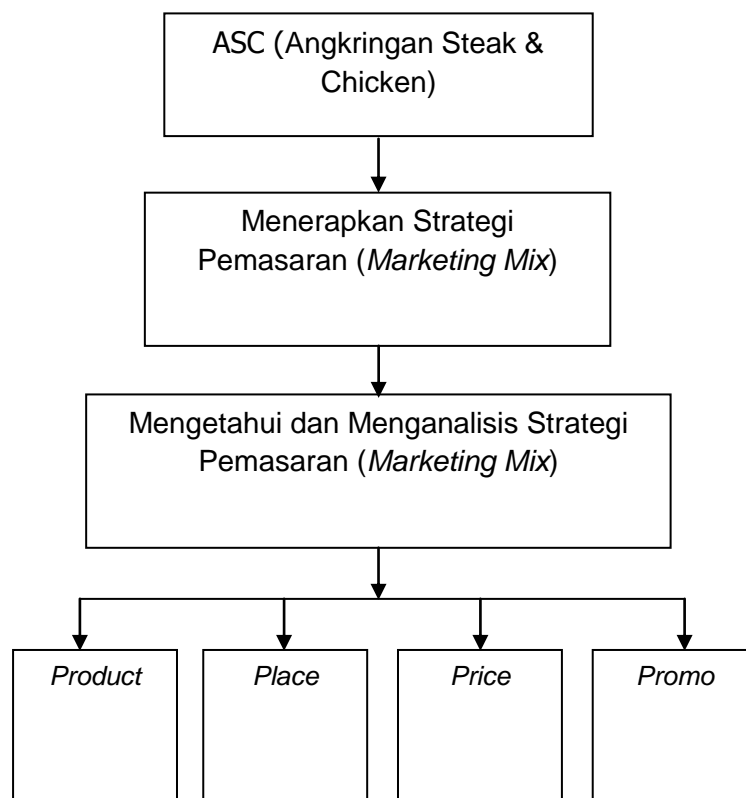 ASC (Angkringan Steak &
Chicken)
Menerapkan Strategi
Pemasaran (Marketing Mix)
Mengetahui dan Menganalisis Strategi
Pemasaran (Marketing Mix)
Product
Place
Price
Promo